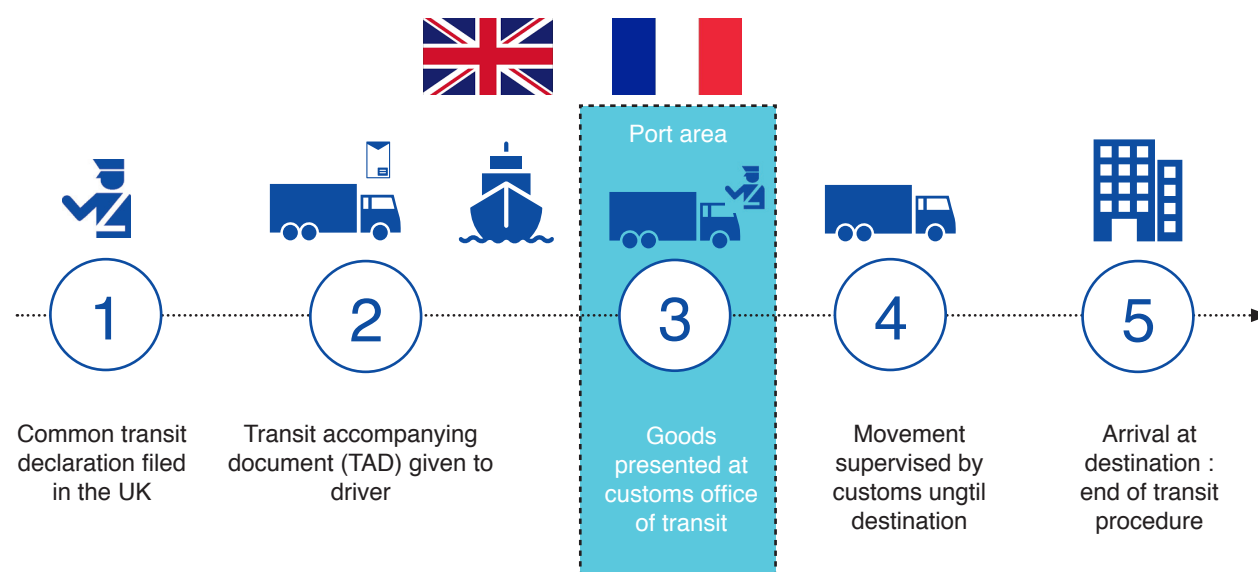 Port area
1
2
3
4
5
Common transit
declaration filed
in the UK
Transit accompanying
document (TAD) given to
driver
Goods
presented at
customs office
of transit
Movement
supervised by
customs ungtil
destination
Arrival at
destination :
end of transit
procedure